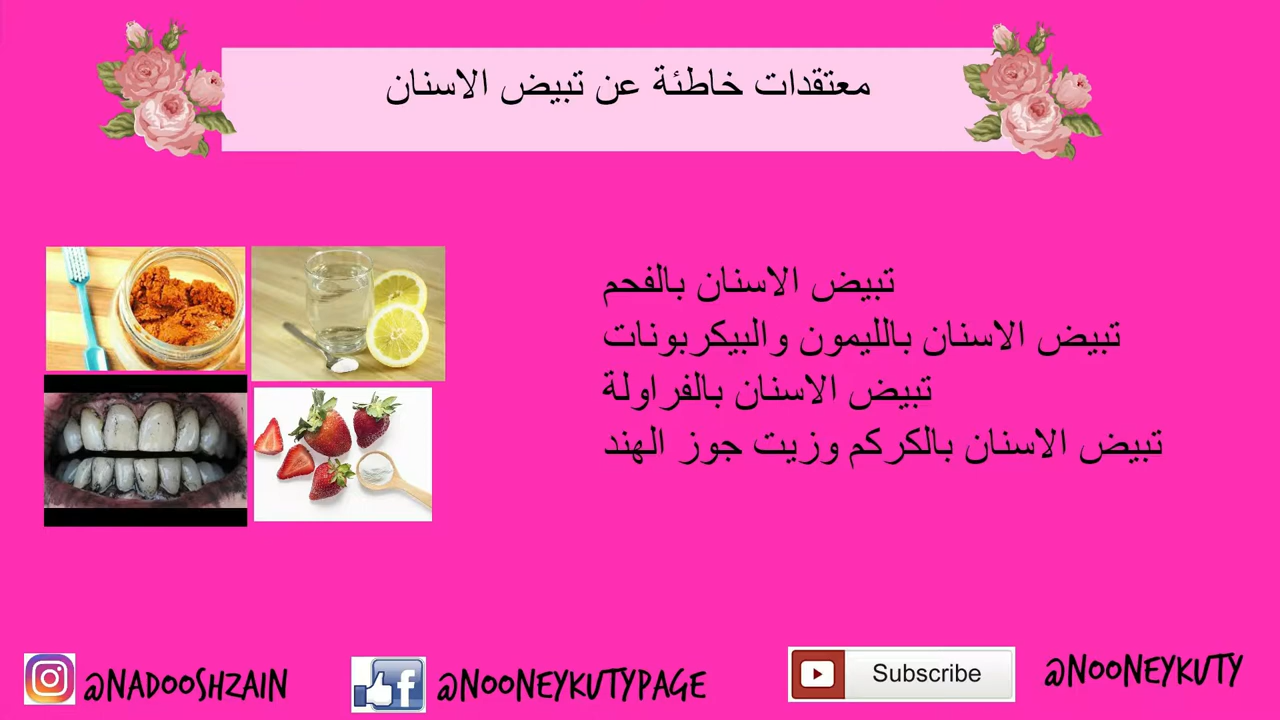 معتقدات خاطئة عن تبيض الاسنان
تبيض الاسنان بالفحم
تبيض الاسنان بالليمون والبيكربونات
تبيض الاسنان بالفراولة
تبيض الاسنان بالكركم وزيت جوز الهند
@NADOOSHZAIN
f @NOONEYKUTYPAGE
Subscribe @NOONEYKUTY